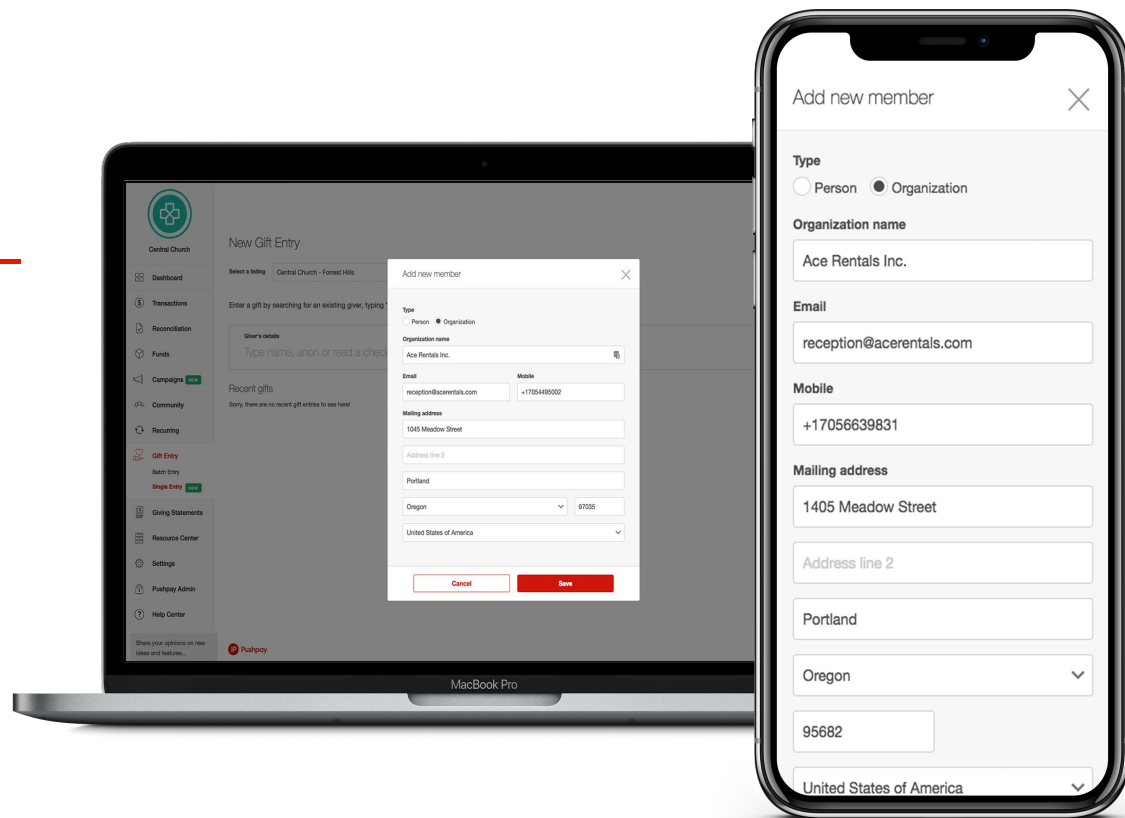 Central Church
Dashboard
Transactions
Reconciliation
Funds
Campaigns NEW
Community
Recurring
Gift Entry
Batch Entry
Single Entry NEW
Giving Statements
Resource Center
Settings
Pushpay Admin
Help Center
Share your opinions on new
ideas and features...
New Gift Entry
Select a listing Central Church - Forrest Hills
Enter a gift by searching for an existing giver, typing
Giver's details
Type name, anon or read a check
Recent gifts
Sorry, there are no recent gift entries to see here!
Pushpay
Add new member
Type
Person Organization
Organization name
Ace Rentals Inc.
Email Mobile
reception@acerentals.com +17054495002
Mailing address
1045 Meadow Street
Address line 2
Portland
Oregon 97035
United States of America
Cancel Save
MacBook Pro
Add new member
Type
Person Organization
Organization name
Ace Rentals Inc.
Email
reception@acerentals.com
Mobile
+17056639831
Mailing address
1405 Meadow Street
Address line 2
Portland
Oregon
95682
United States of America